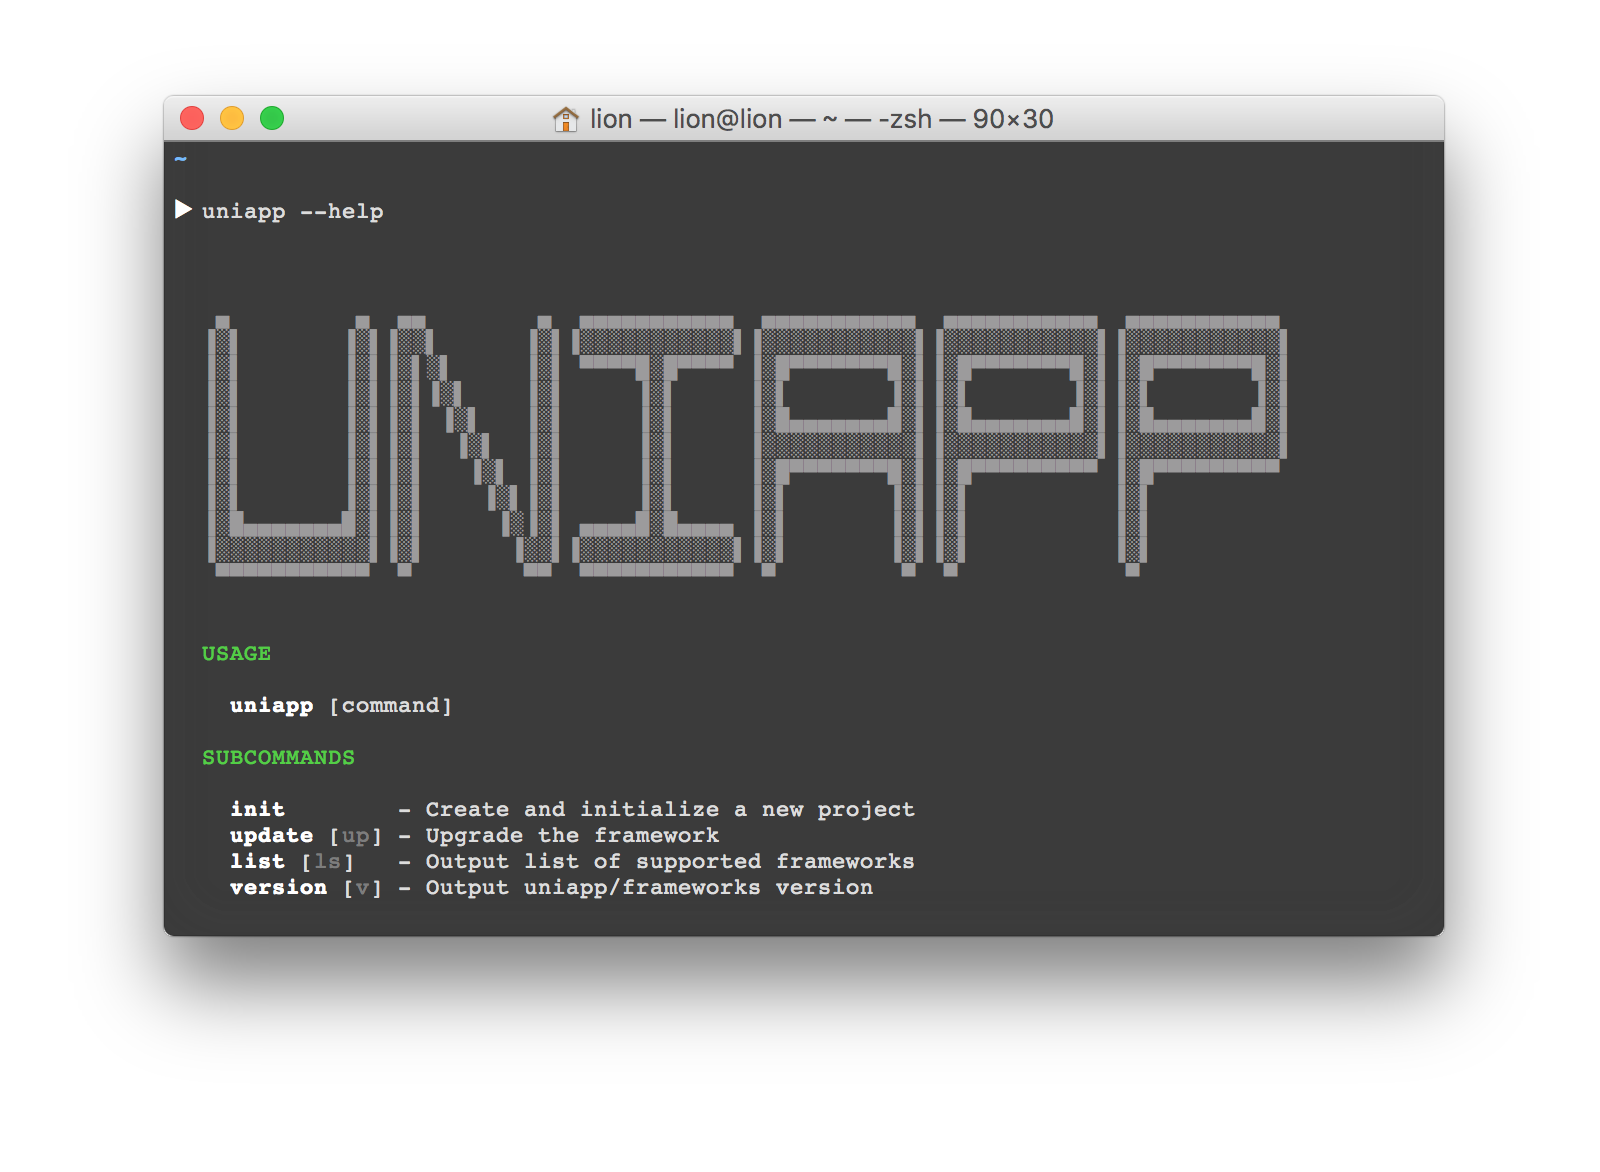 lion — lion@lion — ~ — -zsh — 90×30
~
▶ uniapp --help
UNIAPP
USAGE
uniapp [command]
SUBCOMMANDS
init - Create and initialize a new project
update [up] - Upgrade the framework
list [ls] - Output list of supported frameworks
version [v] - Output uniapp/frameworks version